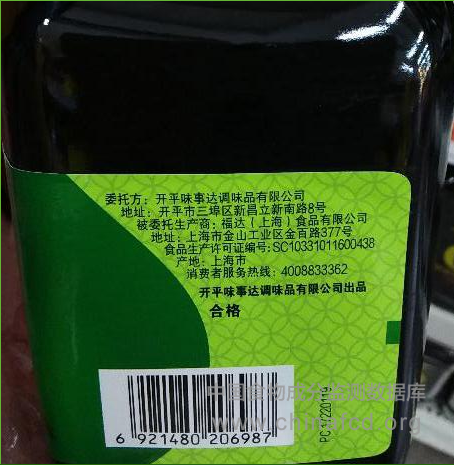 委托方：开平味事达调味品有限公司
地址：开平市三埠区新昌立新南路8号
被委托生产商：福达（上海）食品有限公司
地址：上海市金山工业区金百路377号
食品生产许可证编号：SC10331011600438
产地：上海市
消费者服务热线：4008833362
开平味事达调味品有限公司出品
合格
中国食物成分监测数据库
www.chinafcd.org
6 921480 206987